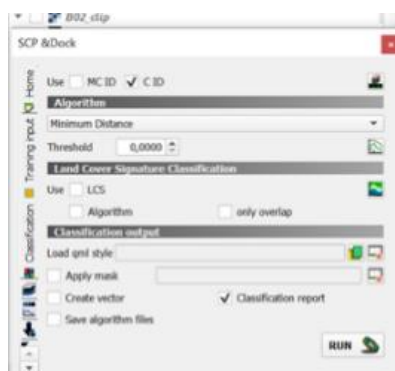 B02_clip
SCP &Dock
Home
Training input
Classification
Use MC ID C ID
Algorithm
Minimum Distance
Threshold 0,0000
Land Cover Signature Classification
Use LCS
Algorithm only overlap
Classification output
Load qml style
Apply mask
Create vector Classification report
Save algorithm files
RUN